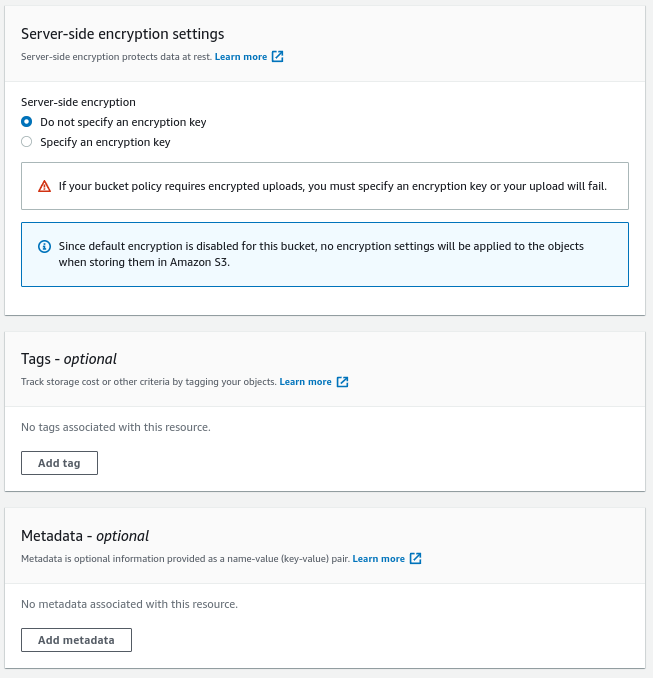 Server-side encryption settings
Server-side encryption protects data at rest. Learn more
Server-side encryption
Do not specify an encryption key
Specify an encryption key
If your bucket policy requires encrypted uploads, you must specify an encryption key or your upload will fail.
Since default encryption is disabled for this bucket, no encryption settings will be applied to the objects
when storing them in Amazon S3.
Tags - optional
Track storage cost or other criteria by tagging your objects. Learn more
No tags associated with this resource.
Add tag
Metadata - optional
Metadata is optional information provided as a name-value (key-value) pair. Learn more
No metadata associated with this resource.
Add metadata